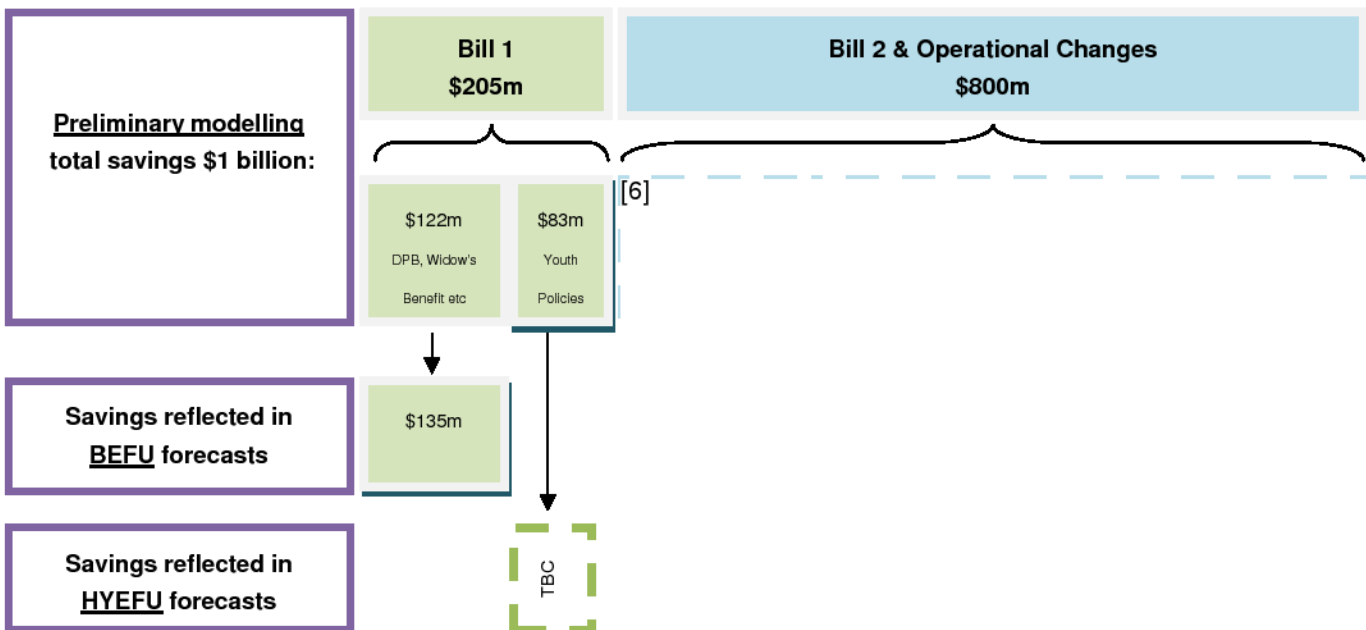 Preliminary modelling
total savings $1 billion:
Bill 1
$205m
Bill 2 & Operational Changes
$800m
$122m
DPB, Widow's
Benefit etc
$83m
Youth
Policies
[6]
Savings reflected in
BEFU forecasts
$135m
Savings reflected in
HYEFU forecasts
TBC